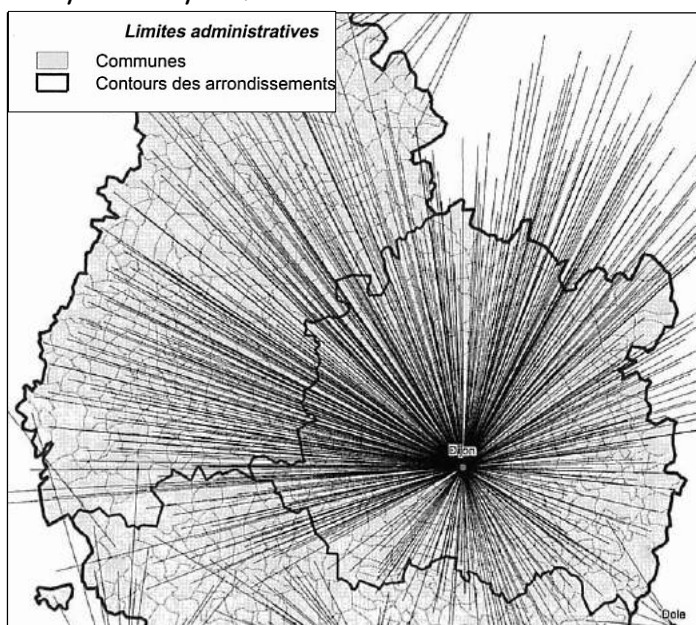 Limites administratives
Communes
Contours des arrondissements
Dijon
Dole